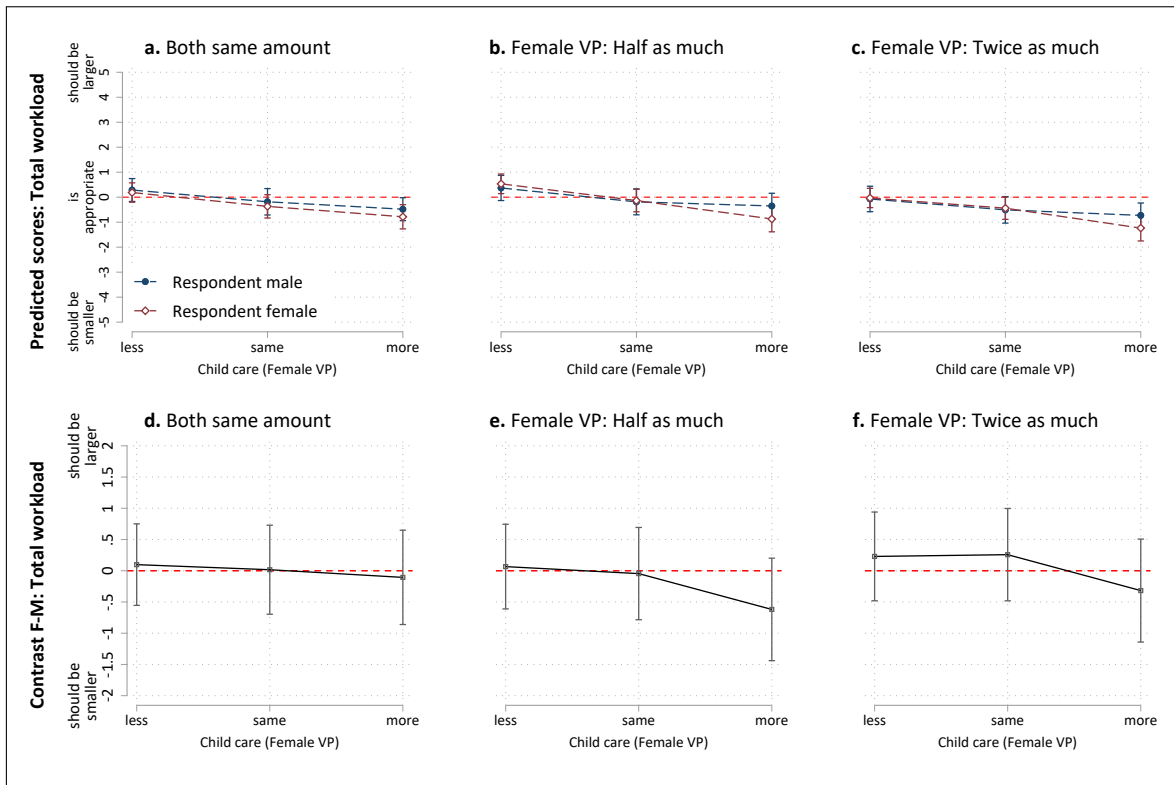 a. Both same amount
b. Female VP: Half as much
c. Female VP: Twice as much
Predicted scores: Total workload
should be
larger
is
appropriate
should be
smaller
5
4
3
2
1
0
-1
-2
-3
-4
-5
Respondent male
Respondent female
less
same
more
Child care (Female VP)
less
same
more
Child care (Female VP)
less
same
more
Child care (Female VP)
d. Both same amount
e. Female VP: Half as much
f. Female VP: Twice as much
Contrast F-M: Total workload
should be
larger
should be
smaller
2
1.5
1
.5
0
-.5
-1
-1.5
-2
less
same
more
Child care (Female VP)
less
same
more
Child care (Female VP)
less
same
more
Child care (Female VP)